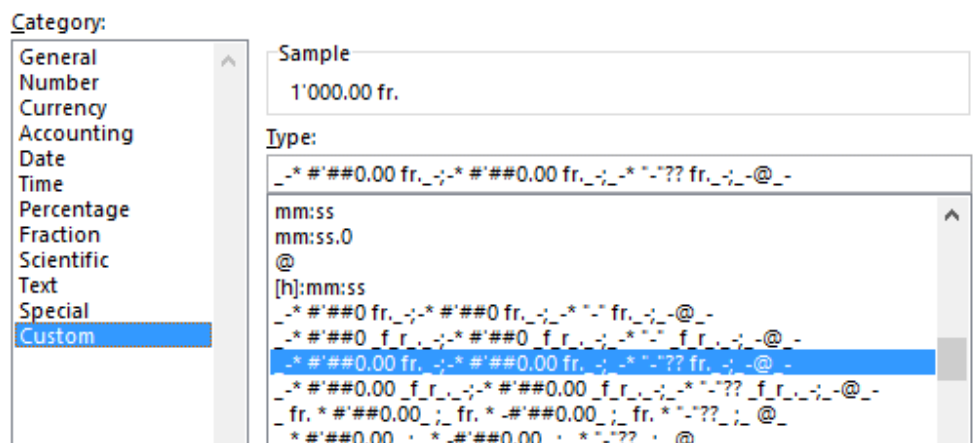 Category:
General
Number
Currency
Accounting
Date
Time
Percentage
Fraction
Scientific
Text
Special
Custom
Sample
1'000.00 fr.
Type:
_-* #'##0.00 fr._-;-* #'##0.00 fr._-;_-* "-"?? fr._-;_-@_-
mm:ss
mm:ss.0
@
[h]:mm:ss
_-* #'##0 fr._-;-* #'##0 fr._-;_-* "-" fr._-;_-@_-
_-* #'##0 _f_r_._-;-* #'##0 _f_r_._-;_-* "-" _f_r_._-;_-@_-
_-* #'##0.00 fr._-;-* #'##0.00 fr._-;_-* "-"?? fr._-;_-@_-
_-* #'##0.00 _f_r_._-;-* #'##0.00 _f_r_._-;_-* "-"?? _f_r_._-;_-@_-
_ fr. * #'##0.00_ ;_ fr. * -#'##0.00_ ;_ fr. * "-"??_ ;_ @_